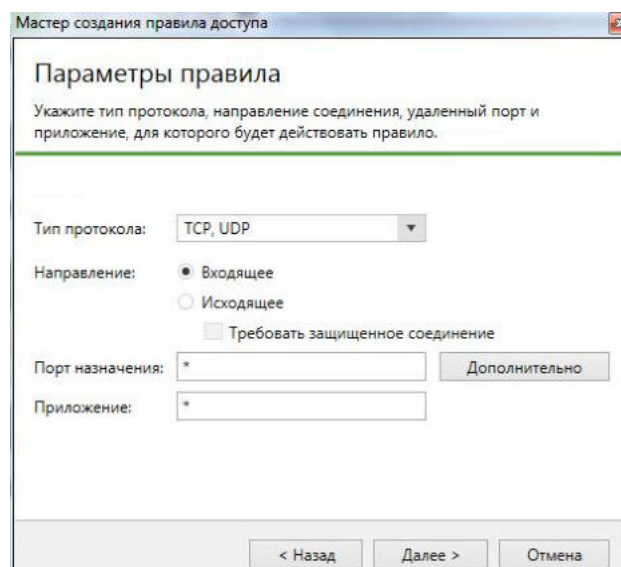 Мастер создания правила доступа
Параметры правила
Укажите тип протокола, направление соединения, удаленный порт и
приложение, для которого будет действовать правило.
Тип протокола: TCP, UDP
Направление: Входящее
Исходящее
Требовать защищенное соединение
Порт назначения: * Дополнительно
Приложение: *
< Назад Далее > Отмена